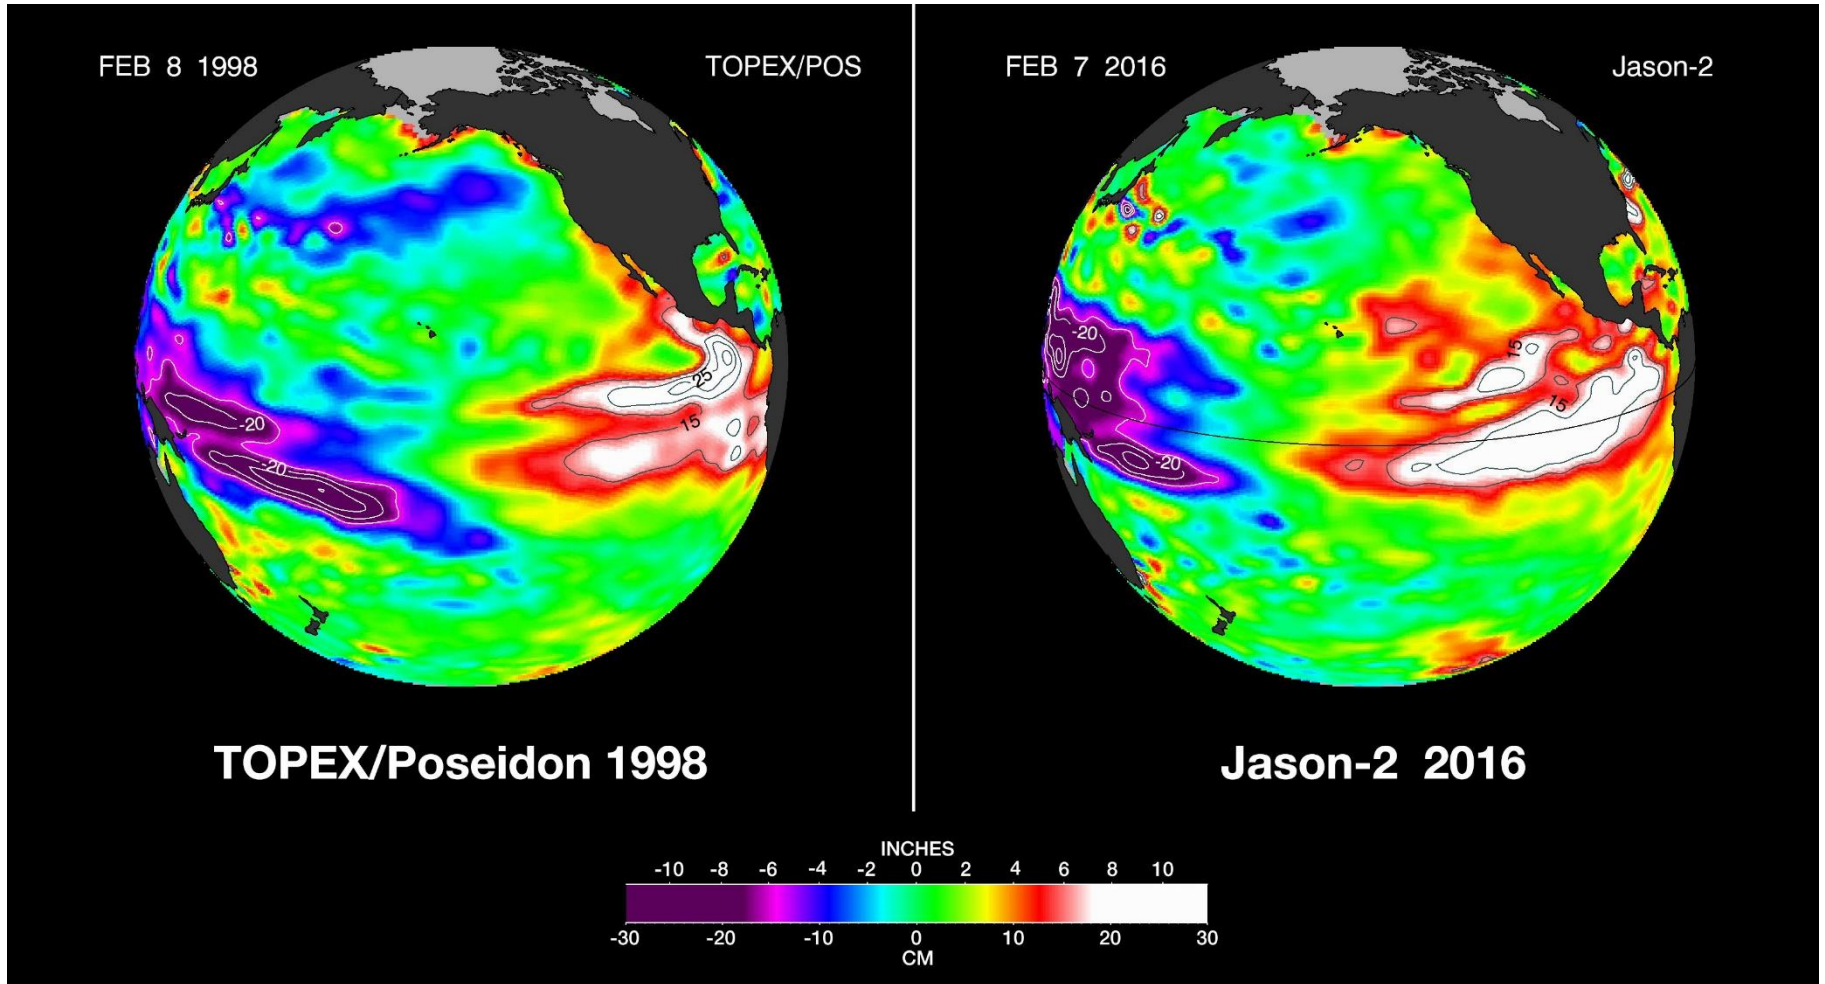 FEB 8 1998
TOPEX/POS
-20
-20
25
15
TOPEX/Poseidon 1998
FEB 7 2016
Jason-2
-20
-20
15
15
Jason-2 2016
INCHES
-10 -8 -6 -4 -2 0 2 4 6 8 10
-30 -20 -10 0 10 20 30
CM